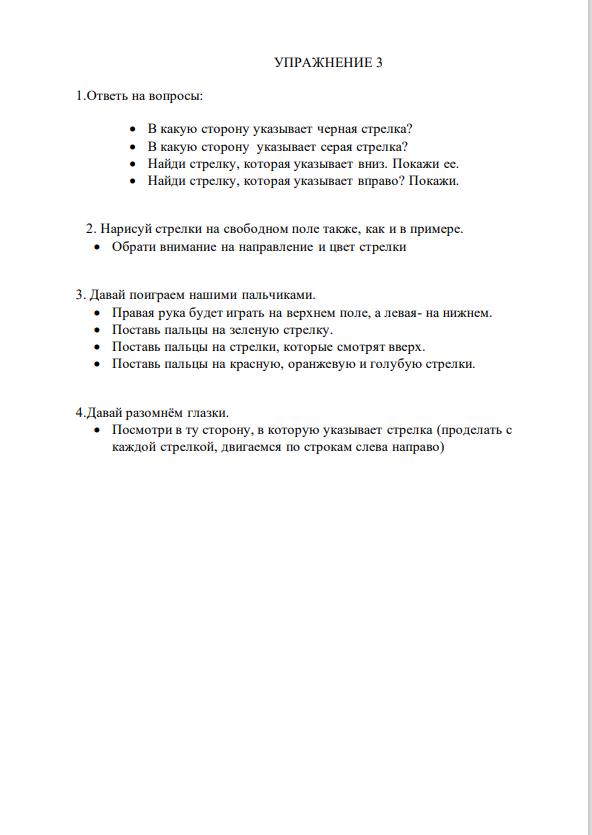 УПРАЖНЕНИЕ 3
1.Ответь на вопросы:
• В какую сторону указывает черная стрелка?
• В какую сторону  указывает серая стрелка?
• Найди стрелку, которая указывает вниз. Покажи ее.
• Найди стрелку, которая указывает вправо? Покажи.
2. Нарисуй стрелки на свободном поле также, как и в примере.
• Обрати внимание на направление и цвет стрелки
3. Давай поиграем нашими пальчиками.
• Правая рука будет играть на верхнем поле, а левая- на нижнем.
• Поставь пальцы на зеленую стрелку.
• Поставь пальцы на стрелки, которые смотрят вверх.
• Поставь пальцы на красную, оранжевую и голубую стрелки.
4.Давай разомнём глазки.
• Посмотри в ту сторону, в которую указывает стрелка (проделать с
каждой стрелкой, двигаемся по строкам слева направо)